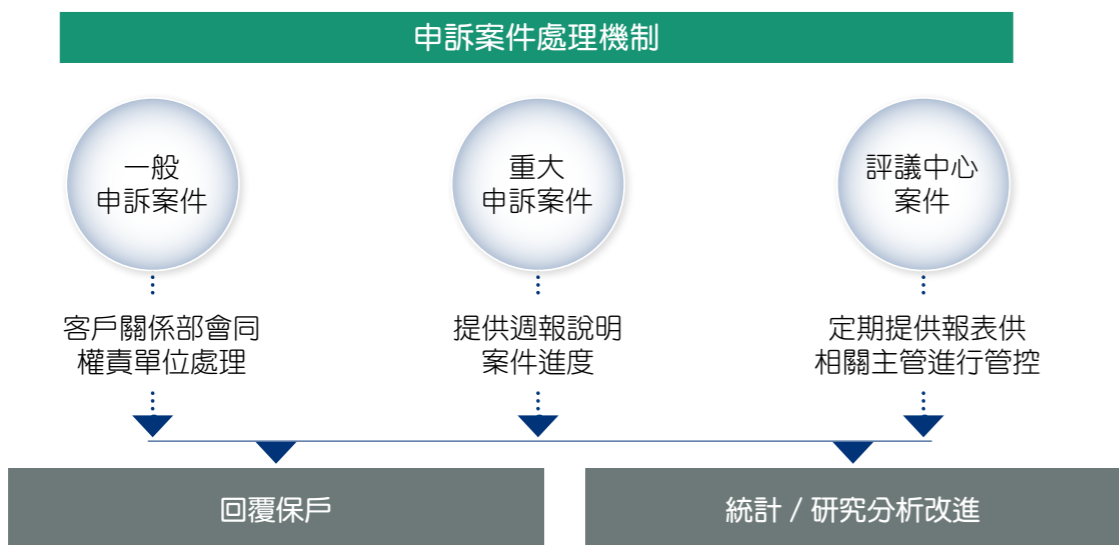 申訴案件處理機制
一般
申訴案件
重大
申訴案件
評議中心
案件
客戶關係部會同
權責單位處理
提供週報說明
案件進度
定期提供報表供
相關主管進行管控
回覆保戶
統計 / 研究分析改進